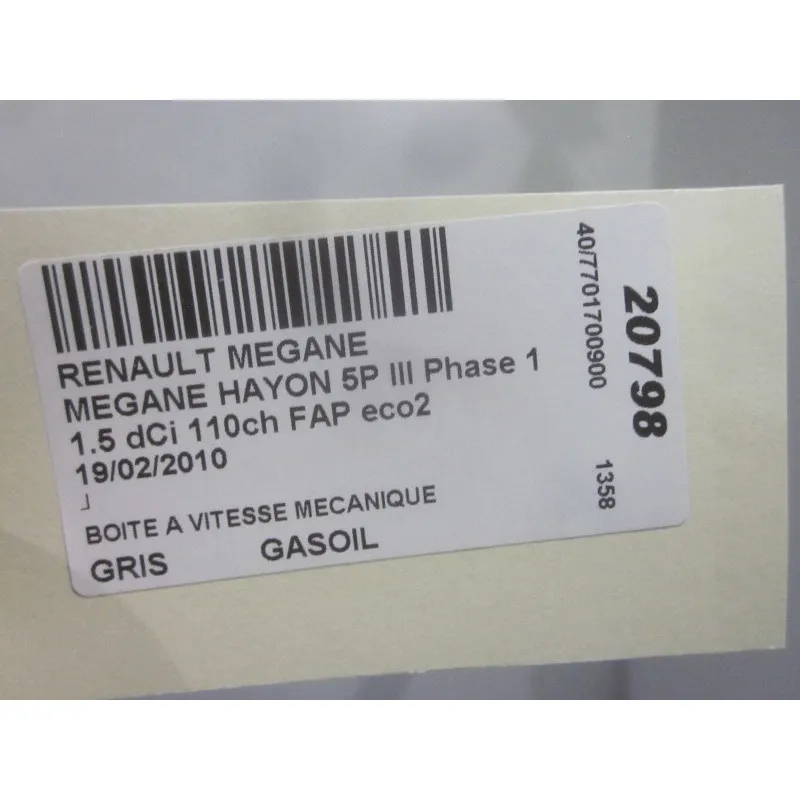 RENAULT MEGANE
MEGANE HAYON 5P III Phase 1
1.5 dCi 110ch FAP eco2
19/02/2010
BOITE A VITESSE MECANIQUE
GRIS GASOIL
40/7701700900 1358
20798